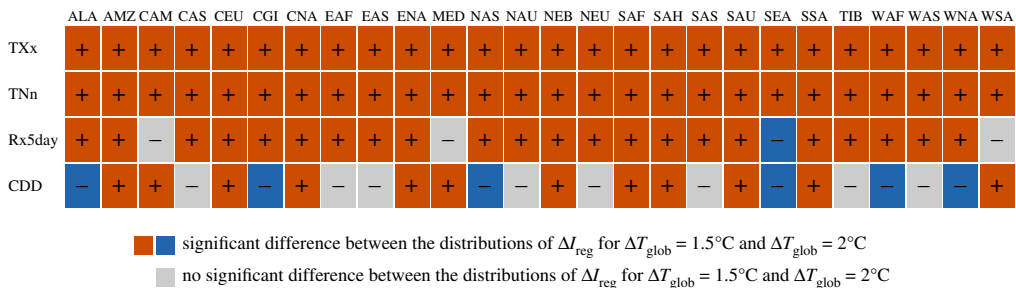 ALA AMZ CAM CAS CEU CGI CNA EAF EAS ENA MED NAS NAU NEB NEU SAF SAH SAS SAU SEA SSA TIB WAF WAS WNA WSA
TXx + + + + + + + + + + + + + + + + + + + + + + + + + +
TNn + + + + + + + + + + + + + + + + + + + + + + + + + +
Rx5day + + − + + + + + + + − + + + + + + + + − + + + + + −
CDD − + + − + − + − − + + − − + − + + − + − + − − − − +
significant difference between the distributions of ΔI_reg for ΔT_glob = 1.5°C and ΔT_glob = 2°C
no significant difference between the distributions of ΔI_reg for ΔT_glob = 1.5°C and ΔT_glob = 2°C